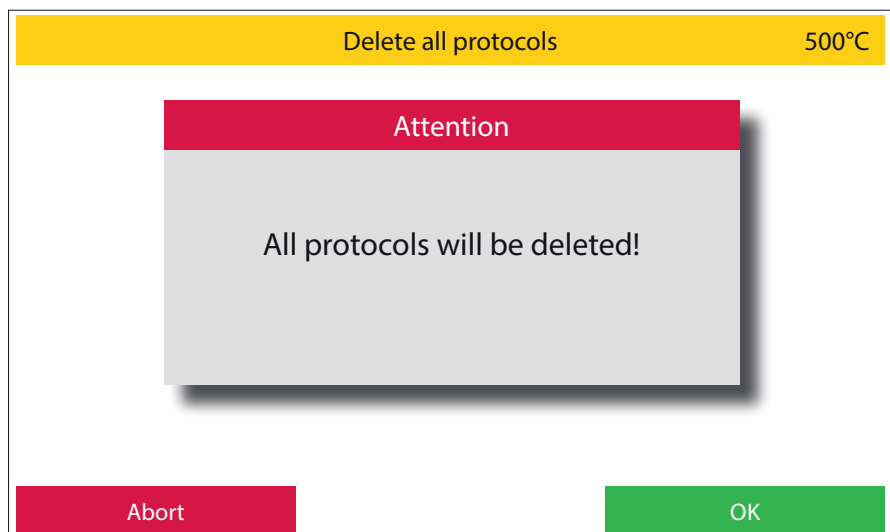 Delete all protocols 500°C
Attention
All protocols will be deleted!
Abort OK